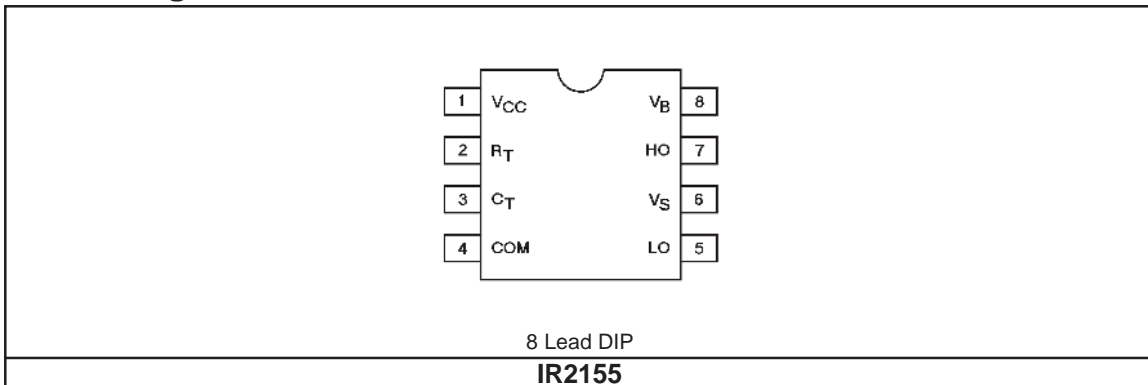 1 VCC VB 8
2 RT HO 7
3 CT VS 6
4 COM LO 5
8 Lead DIP
IR2155